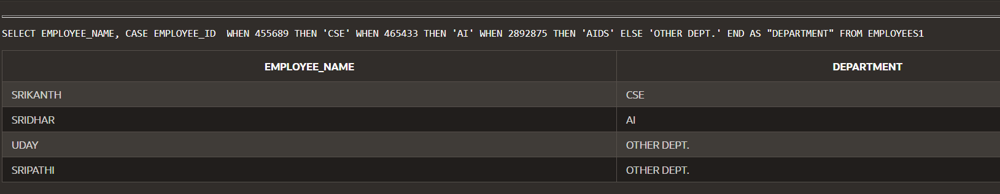 SELECT EMPLOYEE_NAME, CASE EMPLOYEE_ID  WHEN 455689 THEN 'CSE' WHEN 465433 THEN 'AI' WHEN 2892875 THEN 'AIDS' ELSE 'OTHER DEPT.' END AS "DEPARTMENT" FROM EMPLOYEES1
EMPLOYEE_NAME DEPARTMENT
SRIKANTH CSE
SRIDHAR AI
UDAY OTHER DEPT.
SRIPATHI OTHER DEPT.